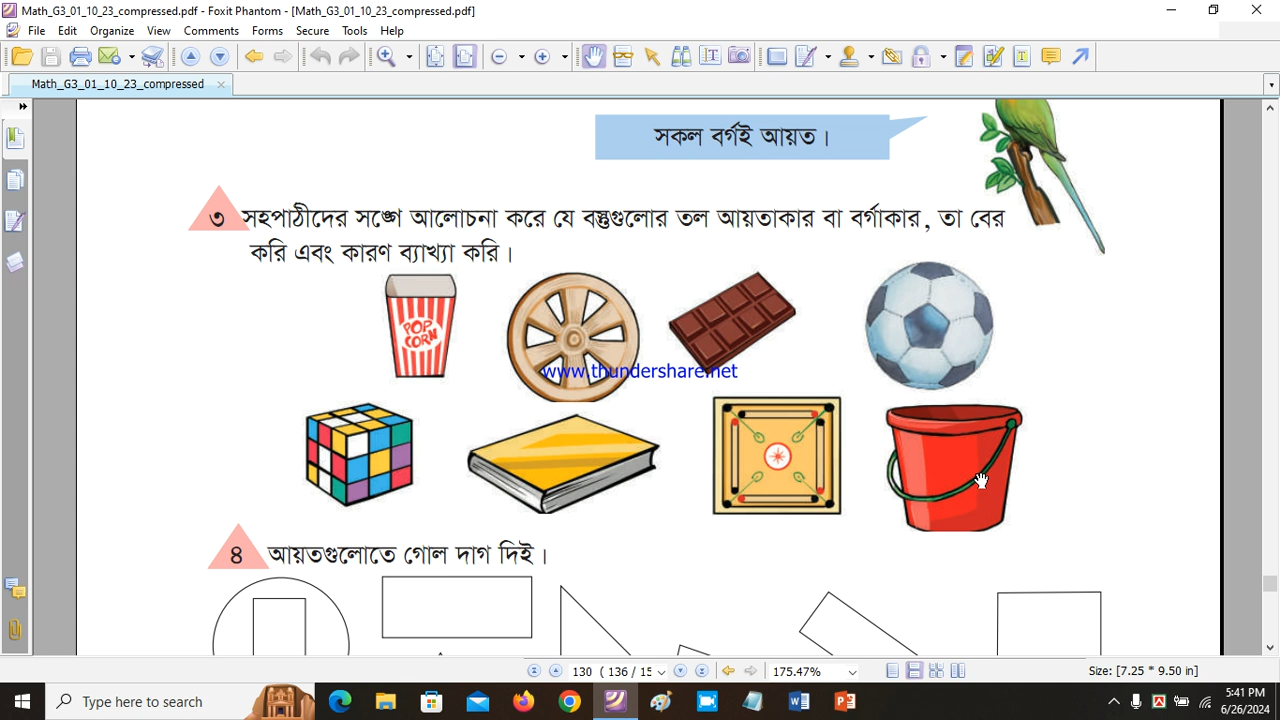 Math_G3_01_10_23_compressed.pdf - Foxit Phantom - [Math_G3_01_10_23_compressed.pdf]
File Edit Organize View Comments Forms Secure Tools Help
Math_G3_01_10_23_compressed
সকল বর্গই আয়ত।
৩ সহপাঠীদের সঙ্গে আলোচনা করে যে বস্তুগুলোর তল আয়তাকার বা বর্গাকার, তা বের
করি এবং কারণ ব্যাখ্যা করি।
POP
CORN
www.thundershare.net
৪ আয়তগুলোতে গোল দাগ দিই।
130 (136 / 15 175.47% Size: [7.25 * 9.50 in]
Type here to search
5:41 PM
6/26/2024